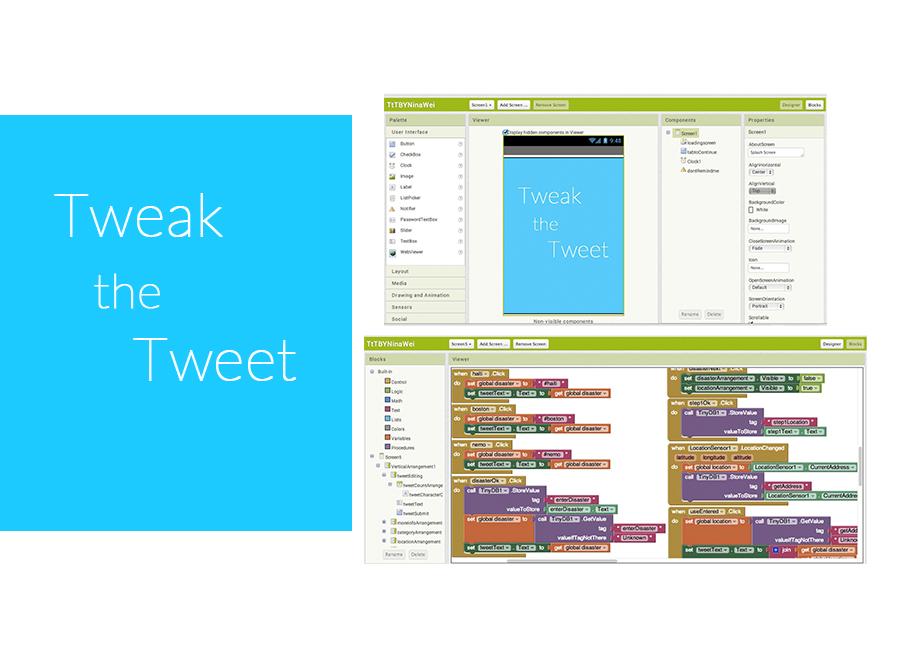 Tweak
the
Tweet
TtTBYNinaWei
Screen1
Add Screen ...
Remove Screen
Designer
Blocks
Palette
Viewer
Components
Properties
User Interface
Button
CheckBox
Clock
Image
Label
ListPicker
Notifier
PasswordTextBox
Slider
TextBox
WebViewer
Layout
Media
Drawing and Animation
Sensors
Social
Display hidden components in Viewer
9:48
Tweak
the
Tweet
Non-visible components
Screen1
loadingscreen
tabtoContinue
Clock1
dontRemindme
Rename
Delete
Screen1
AboutScreen
Splash Screen
AlignHorizontal
Center
AlignVertical
Top
BackgroundColor
White
BackgroundImage
None...
CloseScreenAnimation
Fade
Icon
None...
OpenScreenAnimation
Default
ScreenOrientation
Portrait
Scrollable
TtTBYNinaWei
Screen5
Add Screen ...
Remove Screen
Designer
Blocks
Blocks
Viewer
Built-in
Control
Logic
Math
Text
Lists
Colors
Variables
Procedures
Screen5
VerticalArrangement1
tweetEditing
tweetCountArrange
tweetCharacterC
tweetText
tweetSubmit
moreInfoArrangement
categoryArrangement
locationArrangement
Rename
Delete
when haiti .Click
do set global disaster to " #haiti "
set tweetText . Text to get global disaster
when boston .Click
do set global disaster to " #boston "
set tweetText . Text to get global disaster
when nemo .Click
do set global disaster to " #nemo "
set tweetText . Text to get global disaster
when disasterOk .Click
do call TinyDB1 .StoreValue
tag " enterDisaster "
valueToStore enterDisaster . Text
set global disaster to call TinyDB1 .GetValue
tag " enterDisaster "
valueIfTagNotThere " Unknown "
set tweetText . Text to get global disaster
when disasterNext .Click
do set disasterArrangement . Visible to false
set locationArrangement . Visible to true
when step1Ok .Click
do call TinyDB1 .StoreValue
tag " step1Location "
valueToStore step1Text . Text
when LocationSensor1 .LocationChanged
latitude longitude altitude
do set global location to LocationSensor1 . CurrentAddress
call TinyDB1 .StoreValue
tag " getAddress "
valueToStore LocationSensor1 . CurrentAddre
when useEntered .Click
do set global location to call TinyDB1 .GetValue
tag " getAdd
valueIfTagNotThere " Unkno
set tweetText . Text to join get global disaster